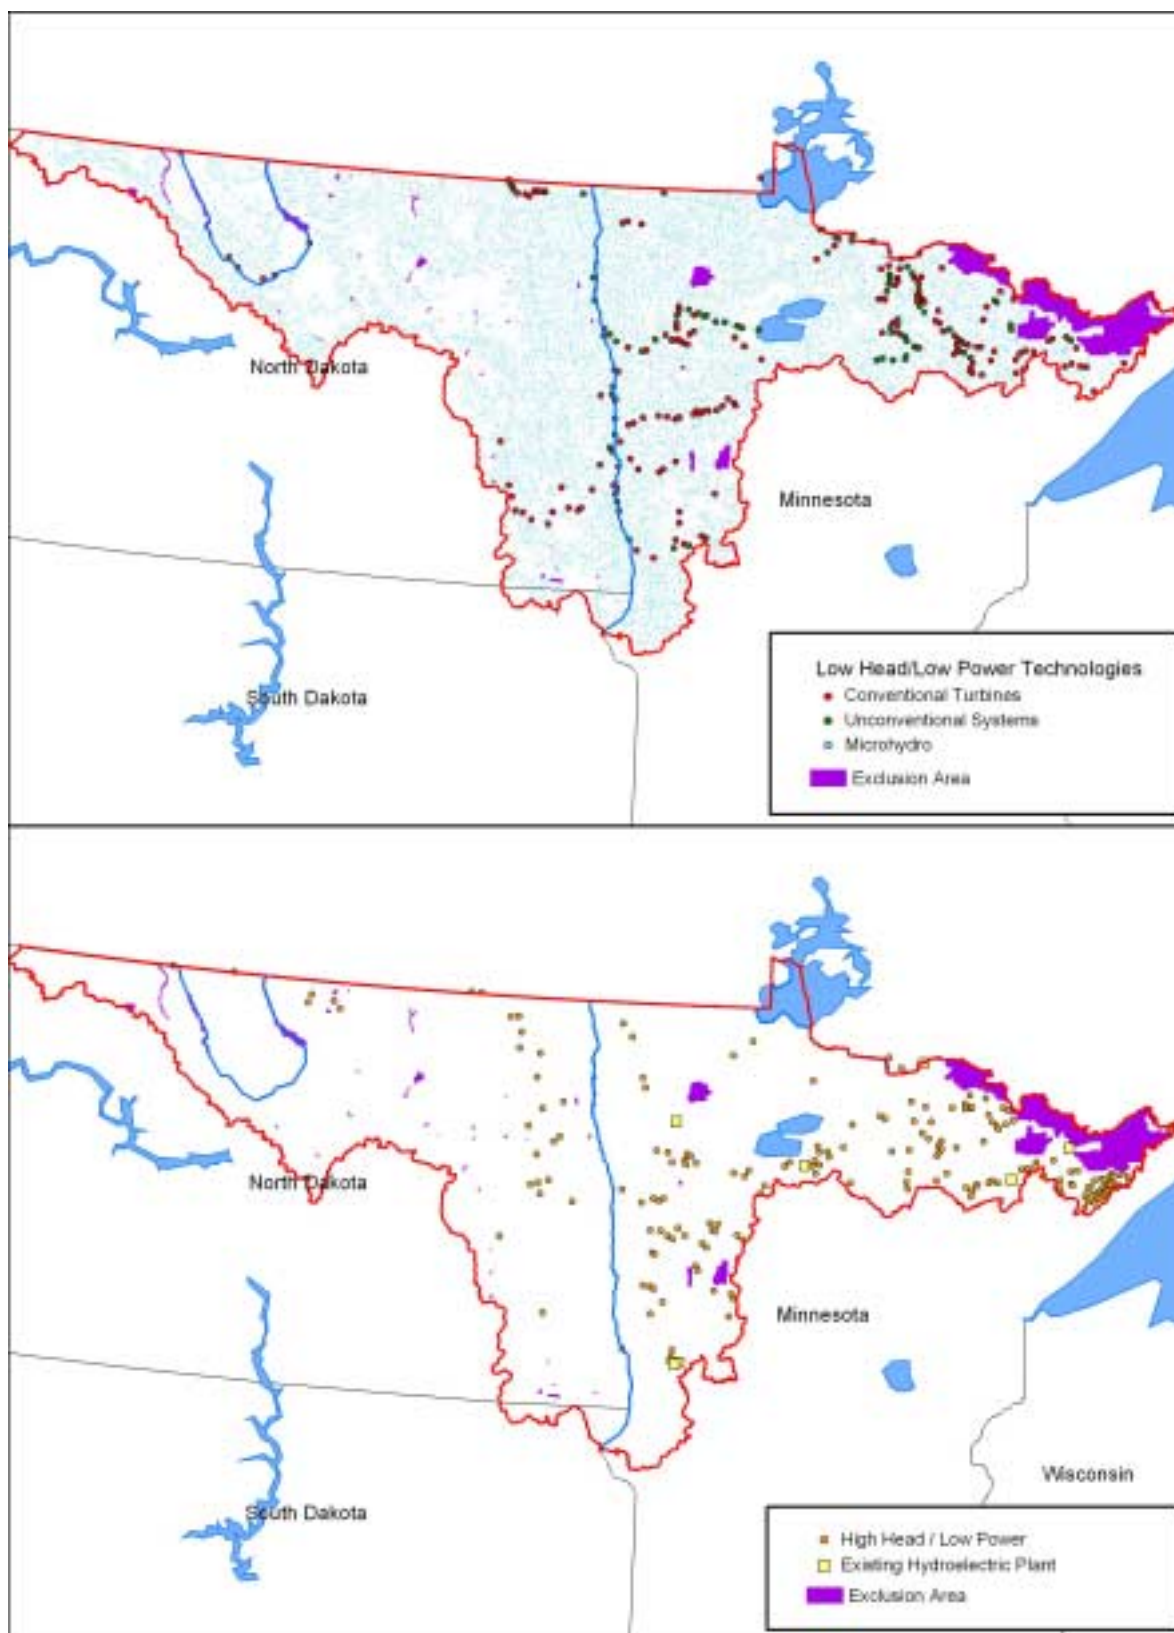 North Dakota
Minnesota
South Dakota
Low Head/Low Power Technologies
Conventional Turbines
Unconventional Systems
Microhydro
Exclusion Area
North Dakota
Minnesota
Wisconsin
South Dakota
High Head / Low Power
Existing Hydroelectric Plant
Exclusion Area